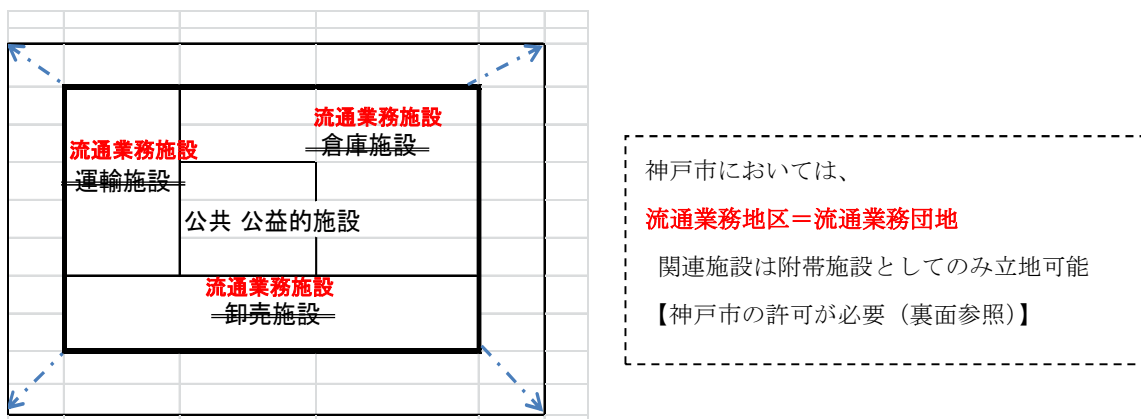 流通業務施設
倉庫施設
流通業務施設
運輸施設
公共 公益的施設
流通業務施設
卸売施設
神戸市においては、
流通業務地区＝流通業務団地
関連施設は附帯施設としてのみ立地可能
【神戸市の許可が必要（裏面参照）】